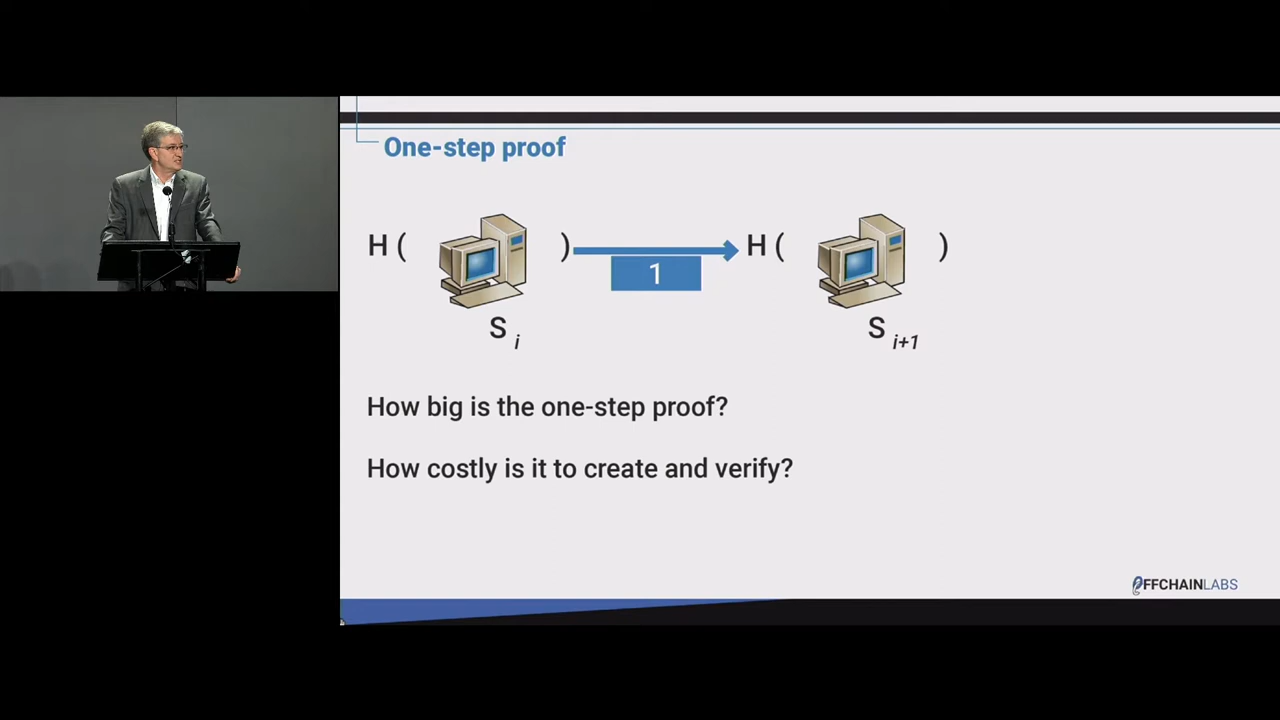 One-step proof
H ( ) 1 H ( )
S i S i+1
How big is the one-step proof?
How costly is it to create and verify?
OFFCHAINLABS